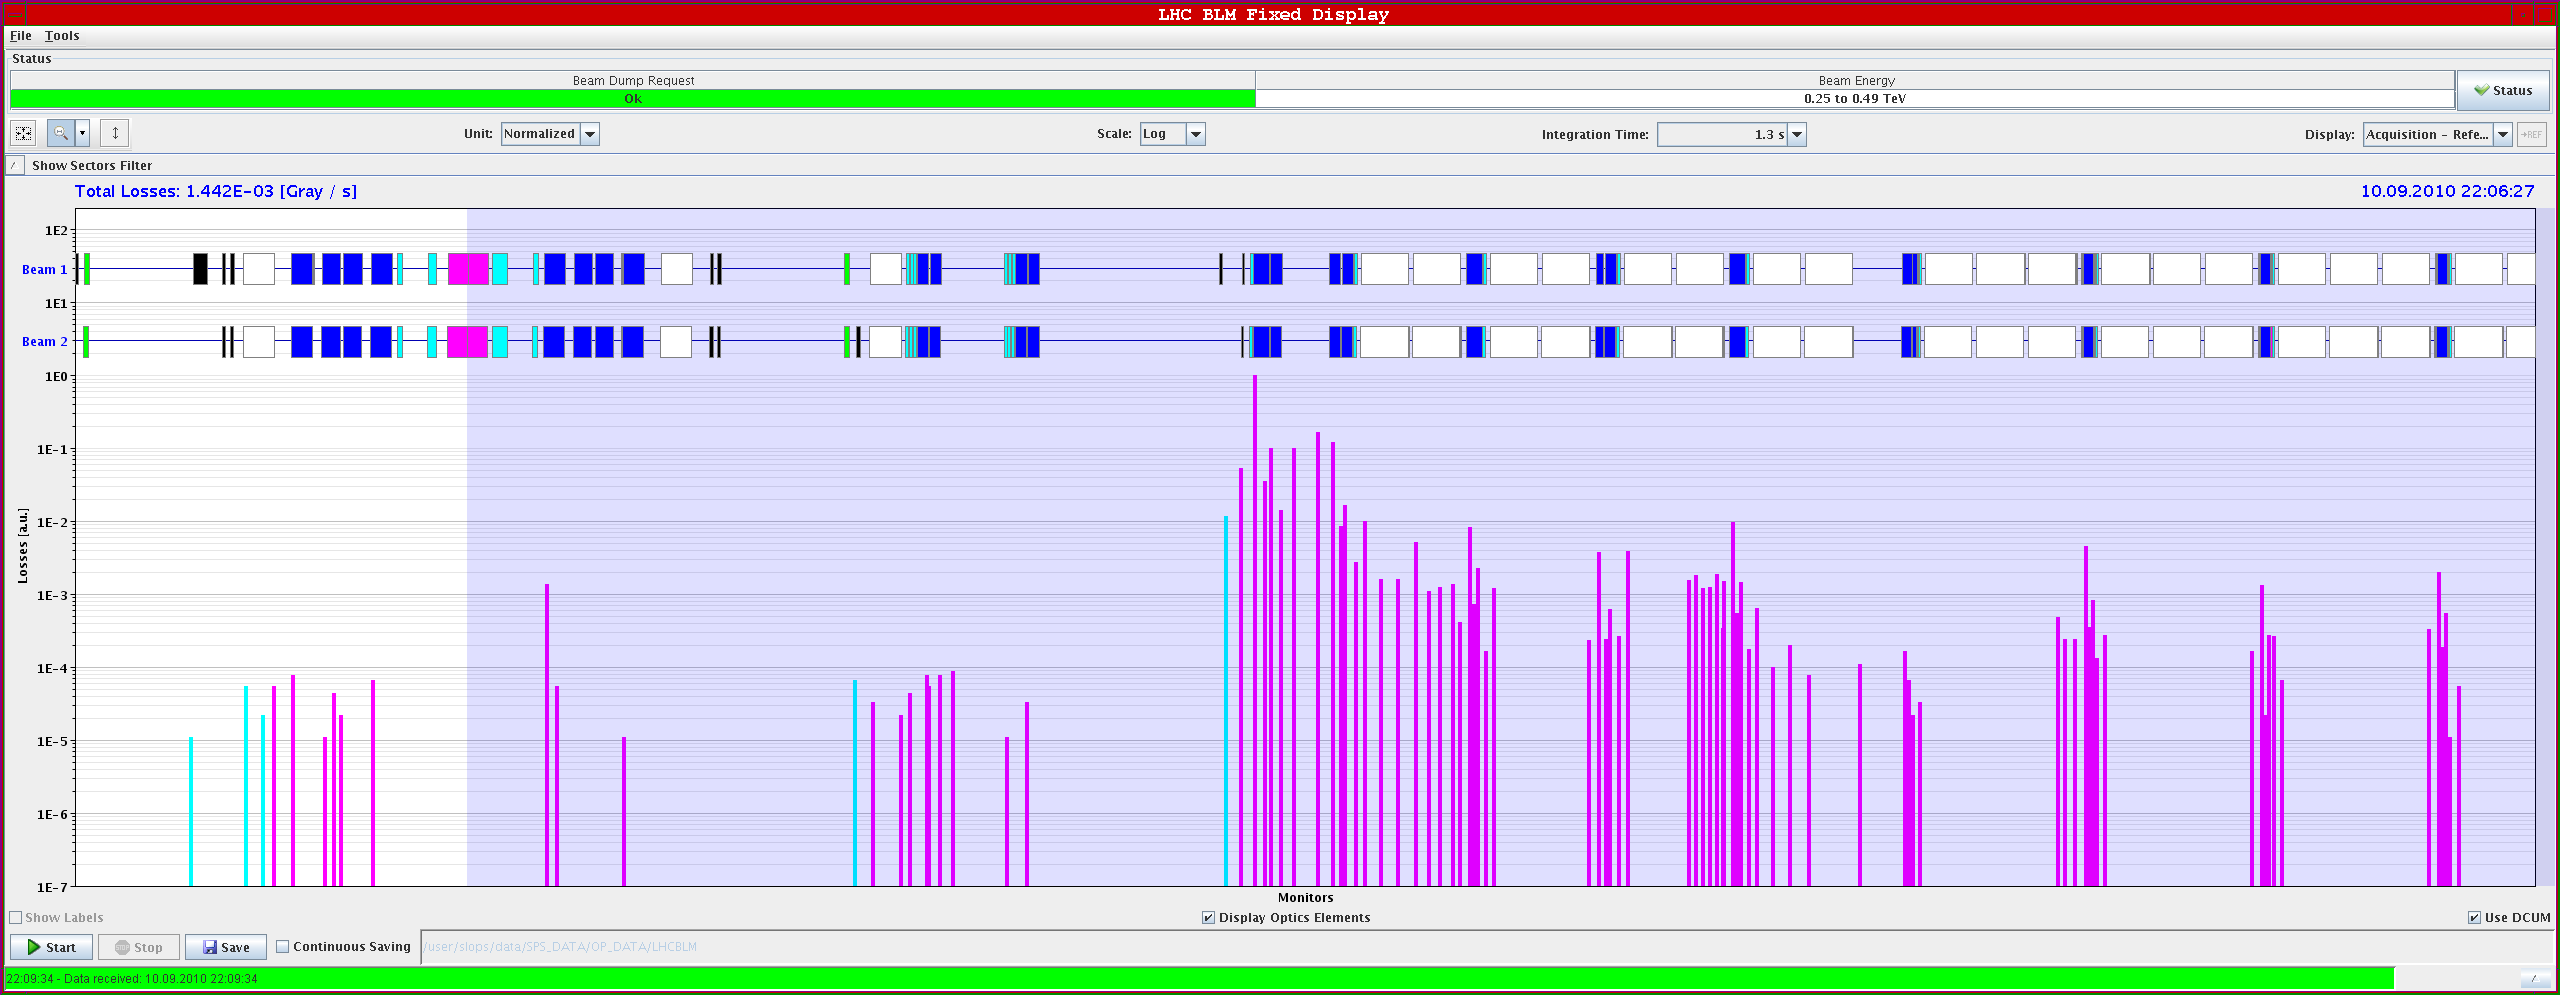 LHC BLM Fixed Display
File Tools
Status
Beam Dump Request Beam Energy
Ok 0.25 to 0.49 TeV Status
Unit: Normalized Scale: Log Integration Time: 1.3 s Display: Acquisition - Refe... →REF
Show Sectors Filter
Total Losses: 1.442E-03 [Gray / s] 10.09.2010 22:06:27
1E2
Beam 1
1E1
Beam 2
1E0
1E-1
1E-2
Losses [a.u.]
1E-3
1E-4
1E-5
1E-6
1E-7
Monitors
Show Labels Display Optics Elements Use DCUM
Start Stop Save Continuous Saving /user/slops/data/SPS_DATA/OP_DATA/LHCBLM
22:09:34 - Data received: 10.09.2010 22:09:34